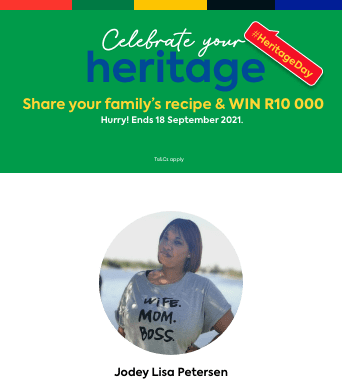 Celebrate your
heritage
#HeritageDay
Share your family's recipe & WIN R10 000
Hurry! Ends 18 September 2021.
Ts&Cs apply
WIFE.
MOM.
BOSS.
Jodey Lisa Petersen